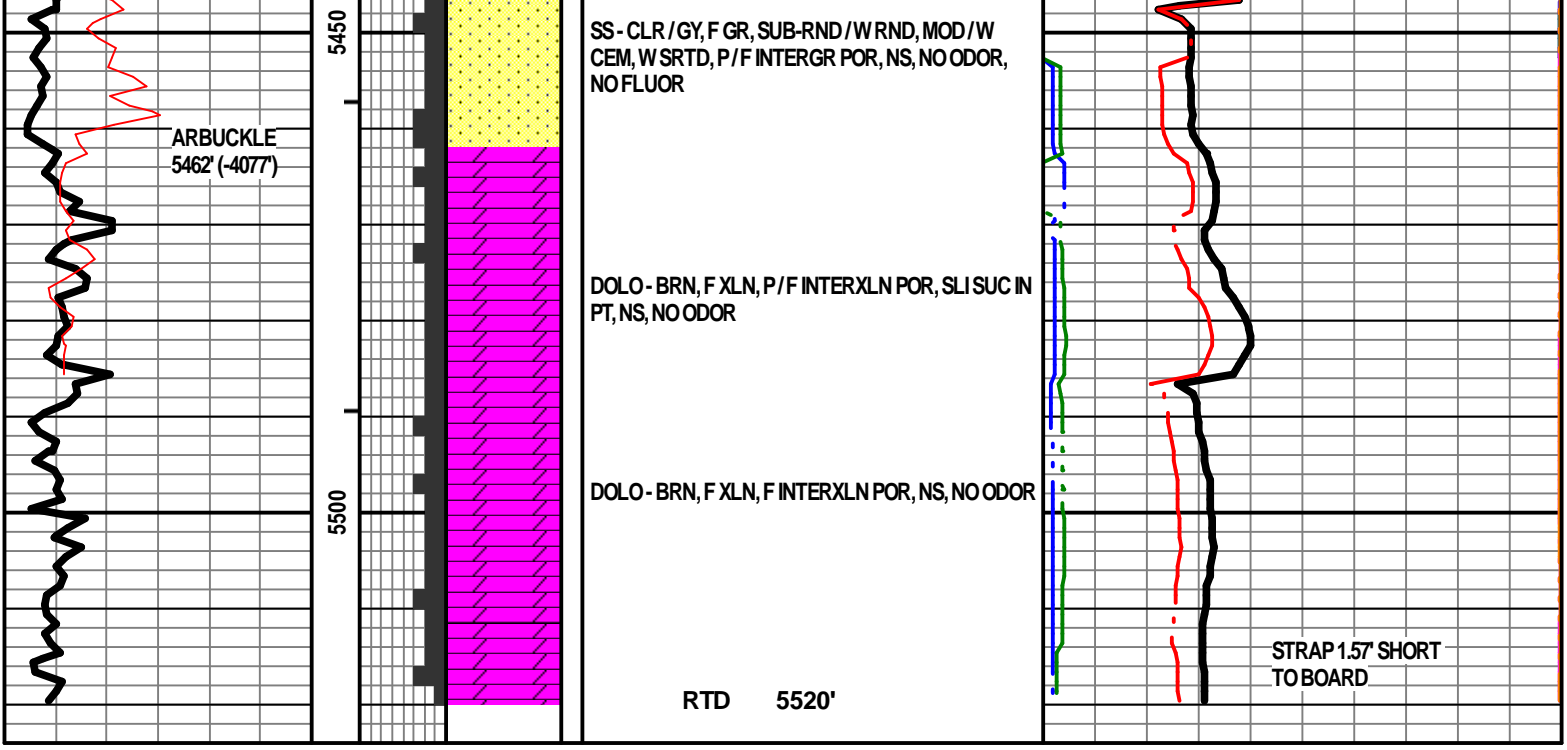 5450
SS - CLR / GY, F GR, SUB-RND / W RND, MOD / W
CEM, W SRTD, P / F INTERGR POR, NS, NO ODOR,
NO FLUOR
ARBUCKLE
5462' (-4077')
DOLO - BRN, F XLN, P / F INTERXLN POR, SLI SUC IN
PT, NS, NO ODOR
5500
DOLO - BRN, F XLN, F INTERXLN POR, NS, NO ODOR
STRAP 1.57' SHORT
TO BOARD
RTD 5520'